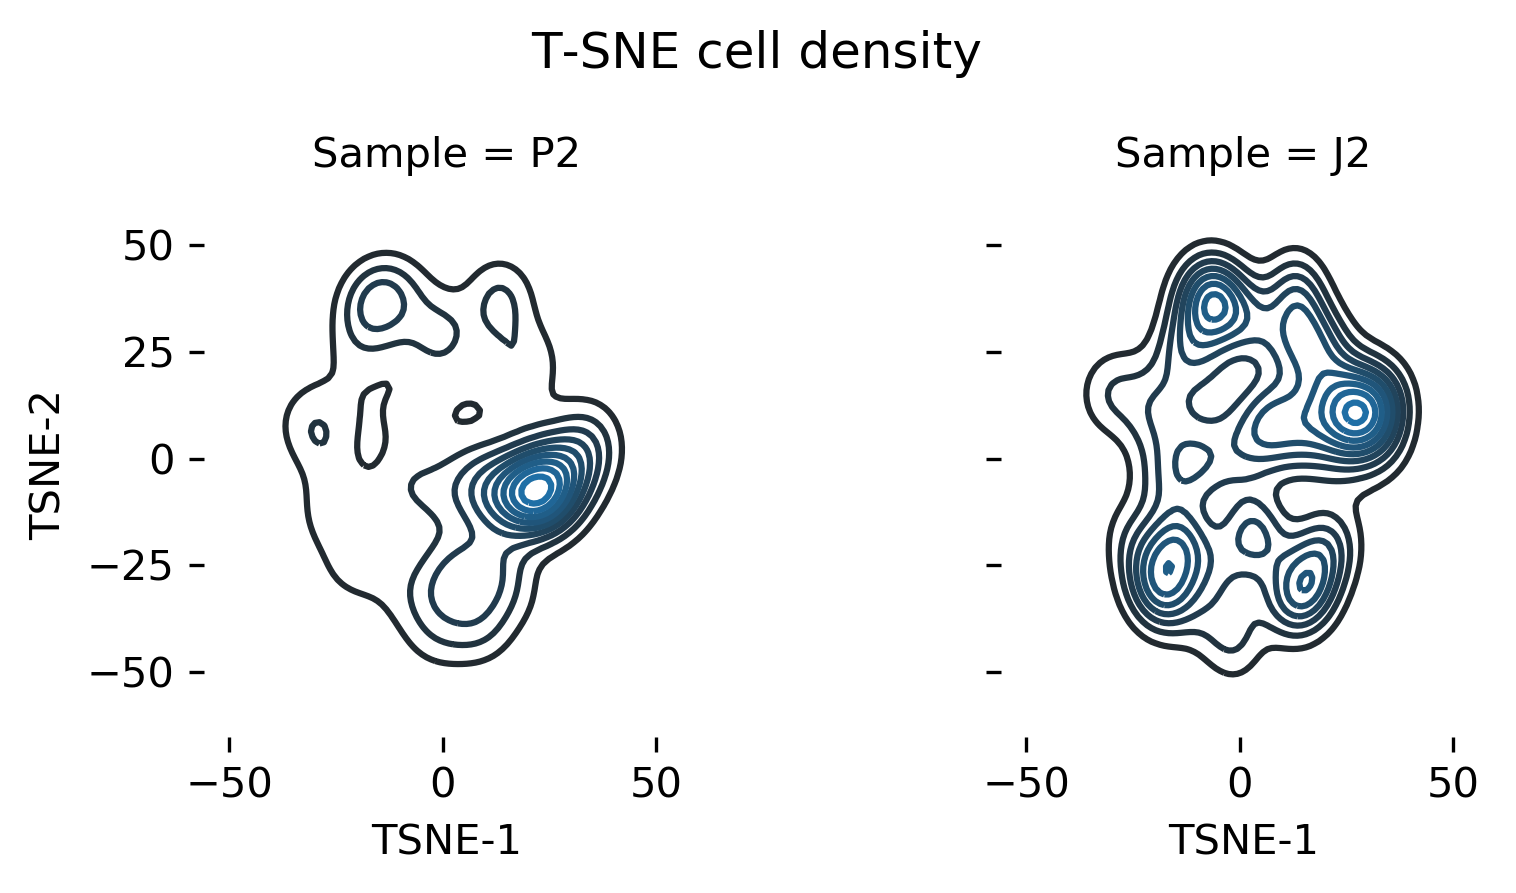 T-SNE cell density
Sample = P2
Sample = J2
50
25
0
−25
−50
TSNE-2
−50 0 50
−50 0 50
TSNE-1
TSNE-1